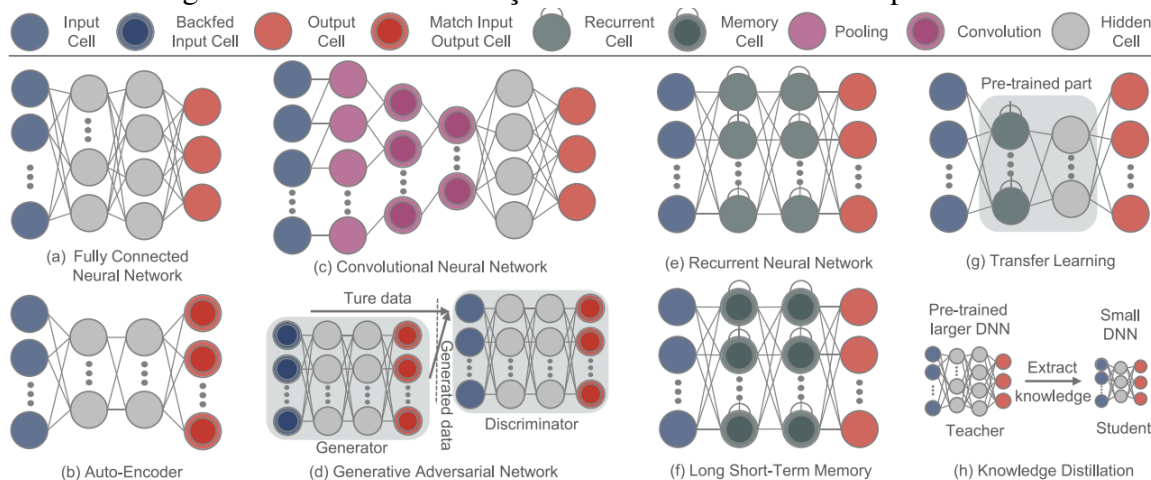 Input Cell
Backfed Input Cell
Output Cell
Match Input Output Cell
Recurrent Cell
Memory Cell
Pooling
Convolution
Hidden Cell
(a) Fully Connected
Neural Network
(c) Convolutional Neural Network
(e) Recurrent Neural Network
Pre-trained part
(g) Transfer Learning
(b) Auto-Encoder
Ture data
Generated data
Generator
Discriminator
(d) Generative Adversarial Network
(f) Long Short-Term Memory
Pre-trained
larger DNN
Teacher
Extract
knowledge
Small
DNN
Student
(h) Knowledge Distillation